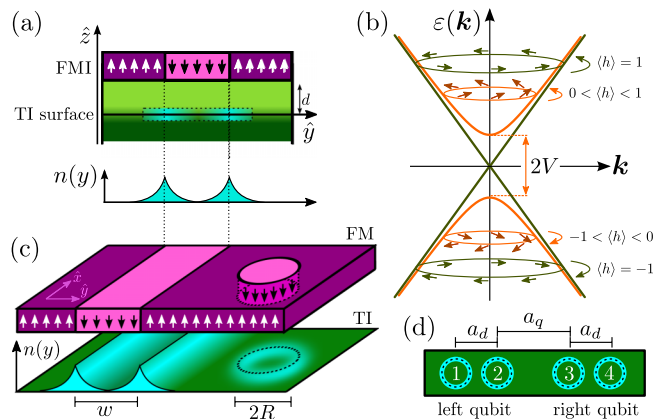 (a)
ẑ
FMI
d
TI surface
ŷ
n(y)
(b)
ε(k)
⟨h⟩ = 1
0 < ⟨h⟩ < 1
2V
k
−1 < ⟨h⟩ < 0
⟨h⟩ = −1
(c)
FM
x̂
ŷ
TI
n(y)
w
2R
(d)
a_q
a_d
a_d
1 2 3 4
left qubit right qubit